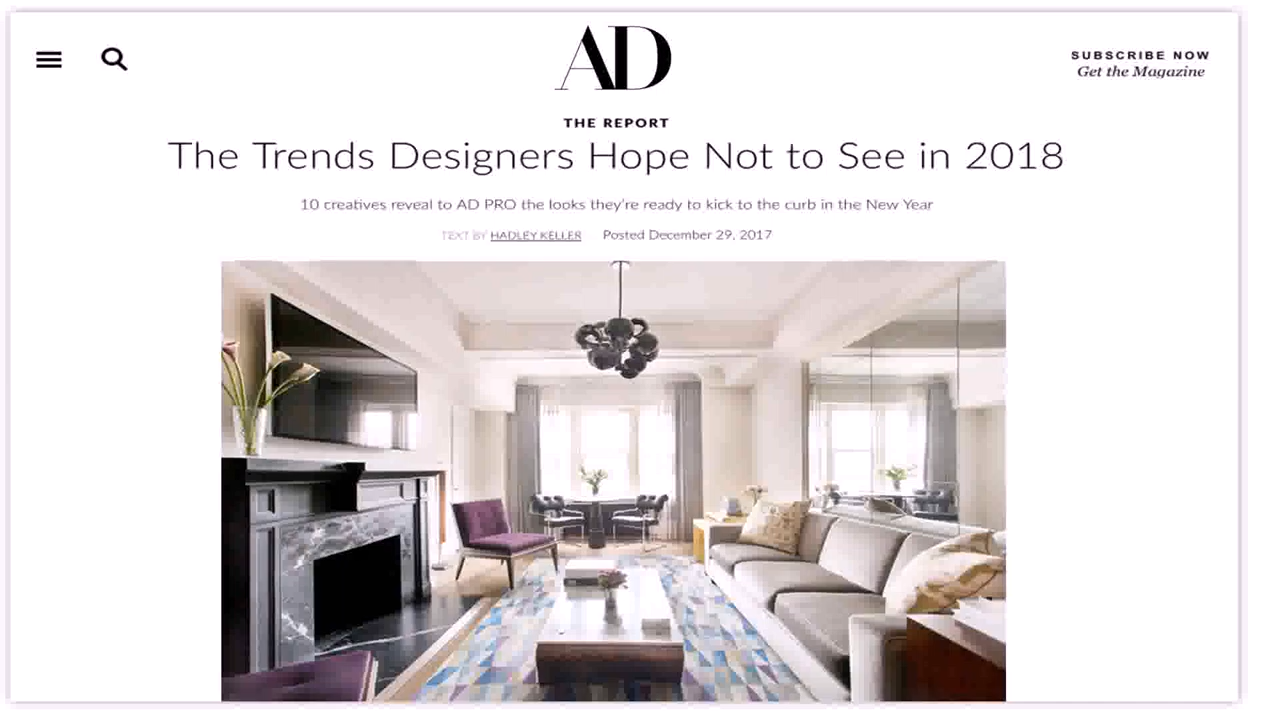 AD
SUBSCRIBE NOW
Get the Magazine
THE REPORT
The Trends Designers Hope Not to See in 2018
10 creatives reveal to AD PRO the looks they're ready to kick to the curb in the New Year
TEXT BY HADLEY KELLER Posted December 29, 2017